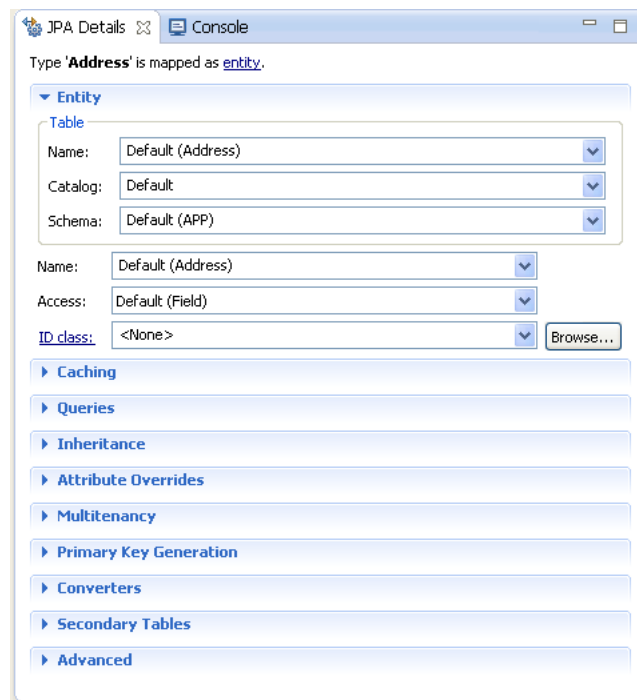 JPA Details Console
Type 'Address' is mapped as entity.
Entity
Table
Name: Default (Address)
Catalog: Default
Schema: Default (APP)
Name: Default (Address)
Access: Default (Field)
ID class: <None> Browse...
Caching
Queries
Inheritance
Attribute Overrides
Multitenancy
Primary Key Generation
Converters
Secondary Tables
Advanced